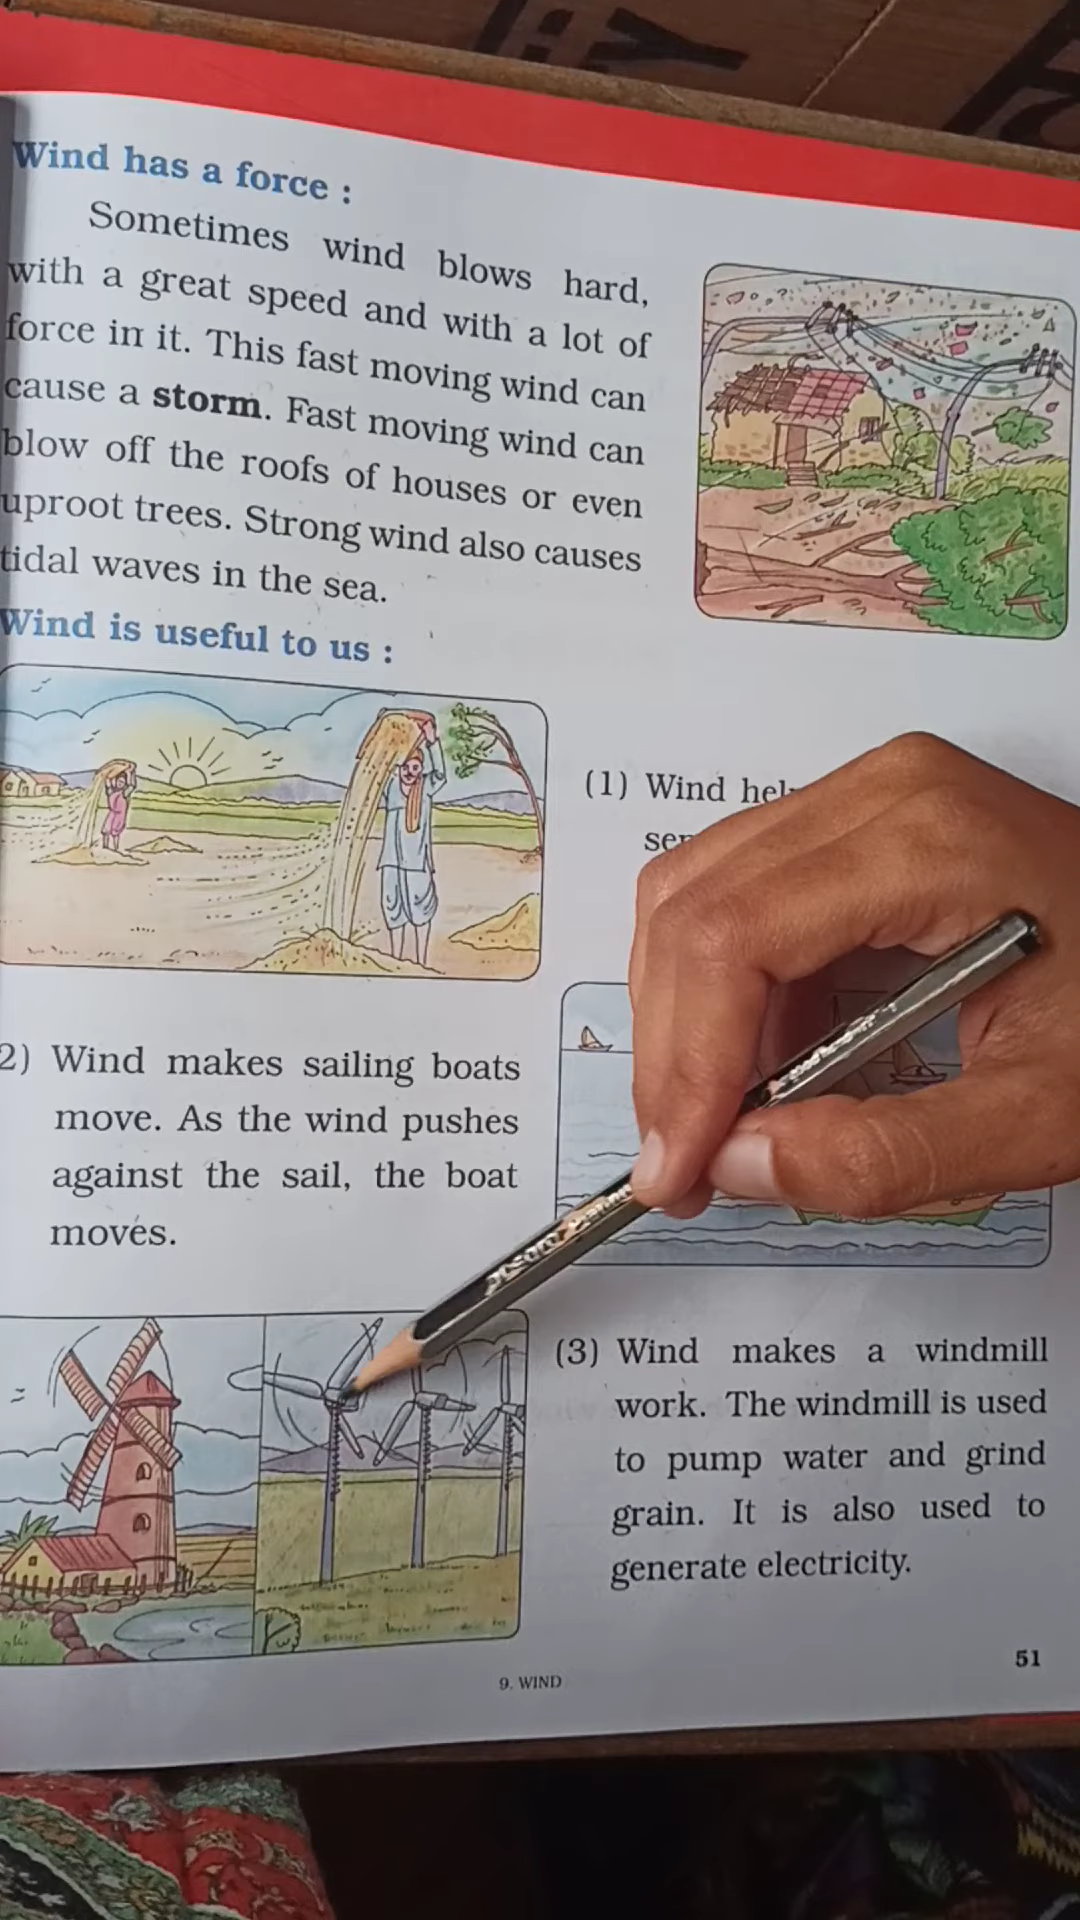 Wind has a force :
Sometimes wind blows hard,
with a great speed and with a lot of
force in it. This fast moving wind can
cause a storm. Fast moving wind can
blow off the roofs of houses or even
uproot trees. Strong wind also causes
tidal waves in the sea.
Wind is useful to us :
(1) Wind
2) Wind makes sailing boats
move. As the wind pushes
against the sail, the boat
moves.
(3) Wind makes a windmill
work. The windmill is used
to pump water and grind
grain. It is also used to
generate electricity.
51
9. WIND